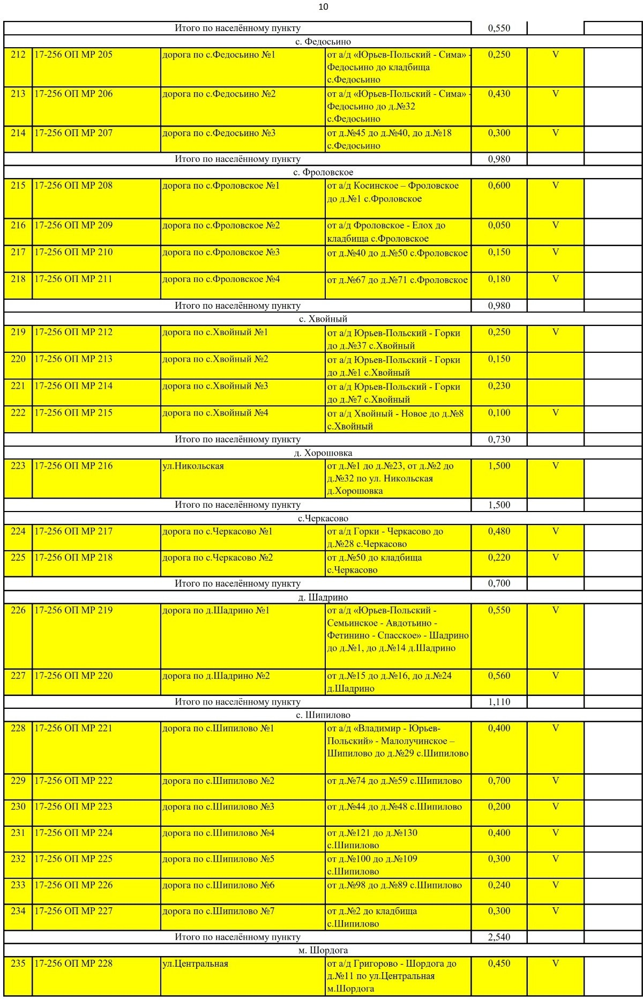 10
Итого по населённому пункту 0,550
с. Федосьино
212 17-256 ОП МР 205 дорога по с.Федосьино №1 от а/д «Юрьев-Польский - Сима» - 0,250 V
Федосьино до кладбища
с.Федосьино
213 17-256 ОП МР 206 дорога по с.Федосьино №2 от а/д «Юрьев-Польский - Сима» - 0,430 V
Федосьино до д.№32
с.Федосьино
214 17-256 ОП МР 207 дорога по с.Федосьино №3 от д.№45 до д.№40, до д.№18 0,300 V
с.Федосьино
Итого по населённому пункту 0,980
с. Фроловское
215 17-256 ОП МР 208 дорога по с.Фроловское №1 от а/д Косинское – Фроловское 0,600 V
до д.№1 с.Фроловское
216 17-256 ОП МР 209 дорога по с.Фроловское №2 от а/д Фроловское - Елох до 0,050 V
кладбища с.Фроловское
217 17-256 ОП МР 210 дорога по с.Фроловское №3 от д.№40 до д.№50 с.Фроловское 0,150 V
218 17-256 ОП МР 211 дорога по с.Фроловское №4 от д.№67 до д.№71 с.Фроловское 0,180 V
Итого по населённому пункту 0,980
с. Хвойный
219 17-256 ОП МР 212 дорога по с.Хвойный №1 от а/д Юрьев-Польский - Горки 0,250 V
до д.№37 с.Хвойный
220 17-256 ОП МР 213 дорога по с.Хвойный №2 от а/д Юрьев-Польский - Горки 0,150
до д.№1 с.Хвойный
221 17-256 ОП МР 214 дорога по с.Хвойный №3 от а/д Юрьев-Польский - Горки 0,230
до д.№7 с.Хвойный
222 17-256 ОП МР 215 дорога по с.Хвойный №4 от а/д Хвойный - Новое до д.№8 0,100 V
с.Хвойный
Итого по населённому пункту 0,730
д. Хорошовка
223 17-256 ОП МР 216 ул.Никольская от д.№1 до д.№23, от д.№2 до 1,500 V
д.№32 по ул. Никольская
д.Хорошовка
Итого по населённому пункту 1,500
с.Черкасово
224 17-256 ОП МР 217 дорога по с.Черкасово №1 от а/д Горки - Черкасово до 0,480 V
д.№28 с.Черкасово
225 17-256 ОП МР 218 дорога по с.Черкасово №2 от д.№50 до кладбища 0,220 V
с.Черкасово
Итого по населённому пункту 0,700
д. Шадрино
226 17-256 ОП МР 219 дорога по д.Шадрино №1 от а/д «Юрьев-Польский - 0,550 V
Семьинское - Авдотьино -
Фетинино - Спасское» - Шадрино
до д.№1, до д.№14 д.Шадрино
227 17-256 ОП МР 220 дорога по д.Шадрино №2 от д.№15 до д.№16, до д.№24 0,560 V
д.Шадрино
Итого по населённому пункту 1,110
с. Шипилово
228 17-256 ОП МР 221 дорога по с.Шипилово №1 от а/д «Владимир - Юрьев- 0,400 V
Польский» - Малолучинское –
Шипилово до д.№29 с.Шипилово
229 17-256 ОП МР 222 дорога по с.Шипилово №2 от д.№74 до д.№59 с.Шипилово 0,700 V
230 17-256 ОП МР 223 дорога по с.Шипилово №3 от д.№44 до д.№48 с.Шипилово 0,200 V
231 17-256 ОП МР 224 дорога по с.Шипилово №4 от д.№121 до д.№130 0,400 V
с.Шипилово
232 17-256 ОП МР 225 дорога по с.Шипилово №5 от д.№100 до д.№109 0,300 V
с.Шипилово
233 17-256 ОП МР 226 дорога по с.Шипилово №6 от д.№98 до д.№89 с.Шипилово 0,240 V
234 17-256 ОП МР 227 дорога по с.Шипилово №7 от д.№2 до кладбища 0,300 V
с.Шипилово
Итого по населённому пункту 2,540
м. Шордога
235 17-256 ОП МР 228 ул.Центральная от а/д Григорово - Шордога до 0,450 V
д.№11 по ул.Центральная
м.Шордога